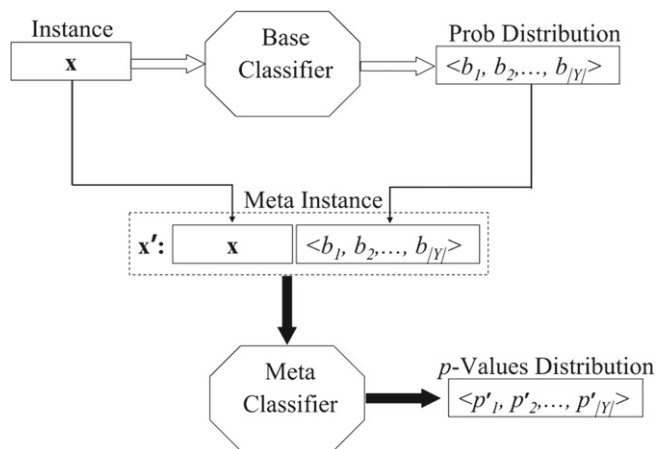 Instance
x
Base
Classifier
Prob Distribution
<b1, b2,..., b|Y|>
Meta Instance
x′:
x
<b1, b2,..., b|Y|>
Meta
Classifier
p-Values Distribution
<p′1, p′2,..., p′|Y|>